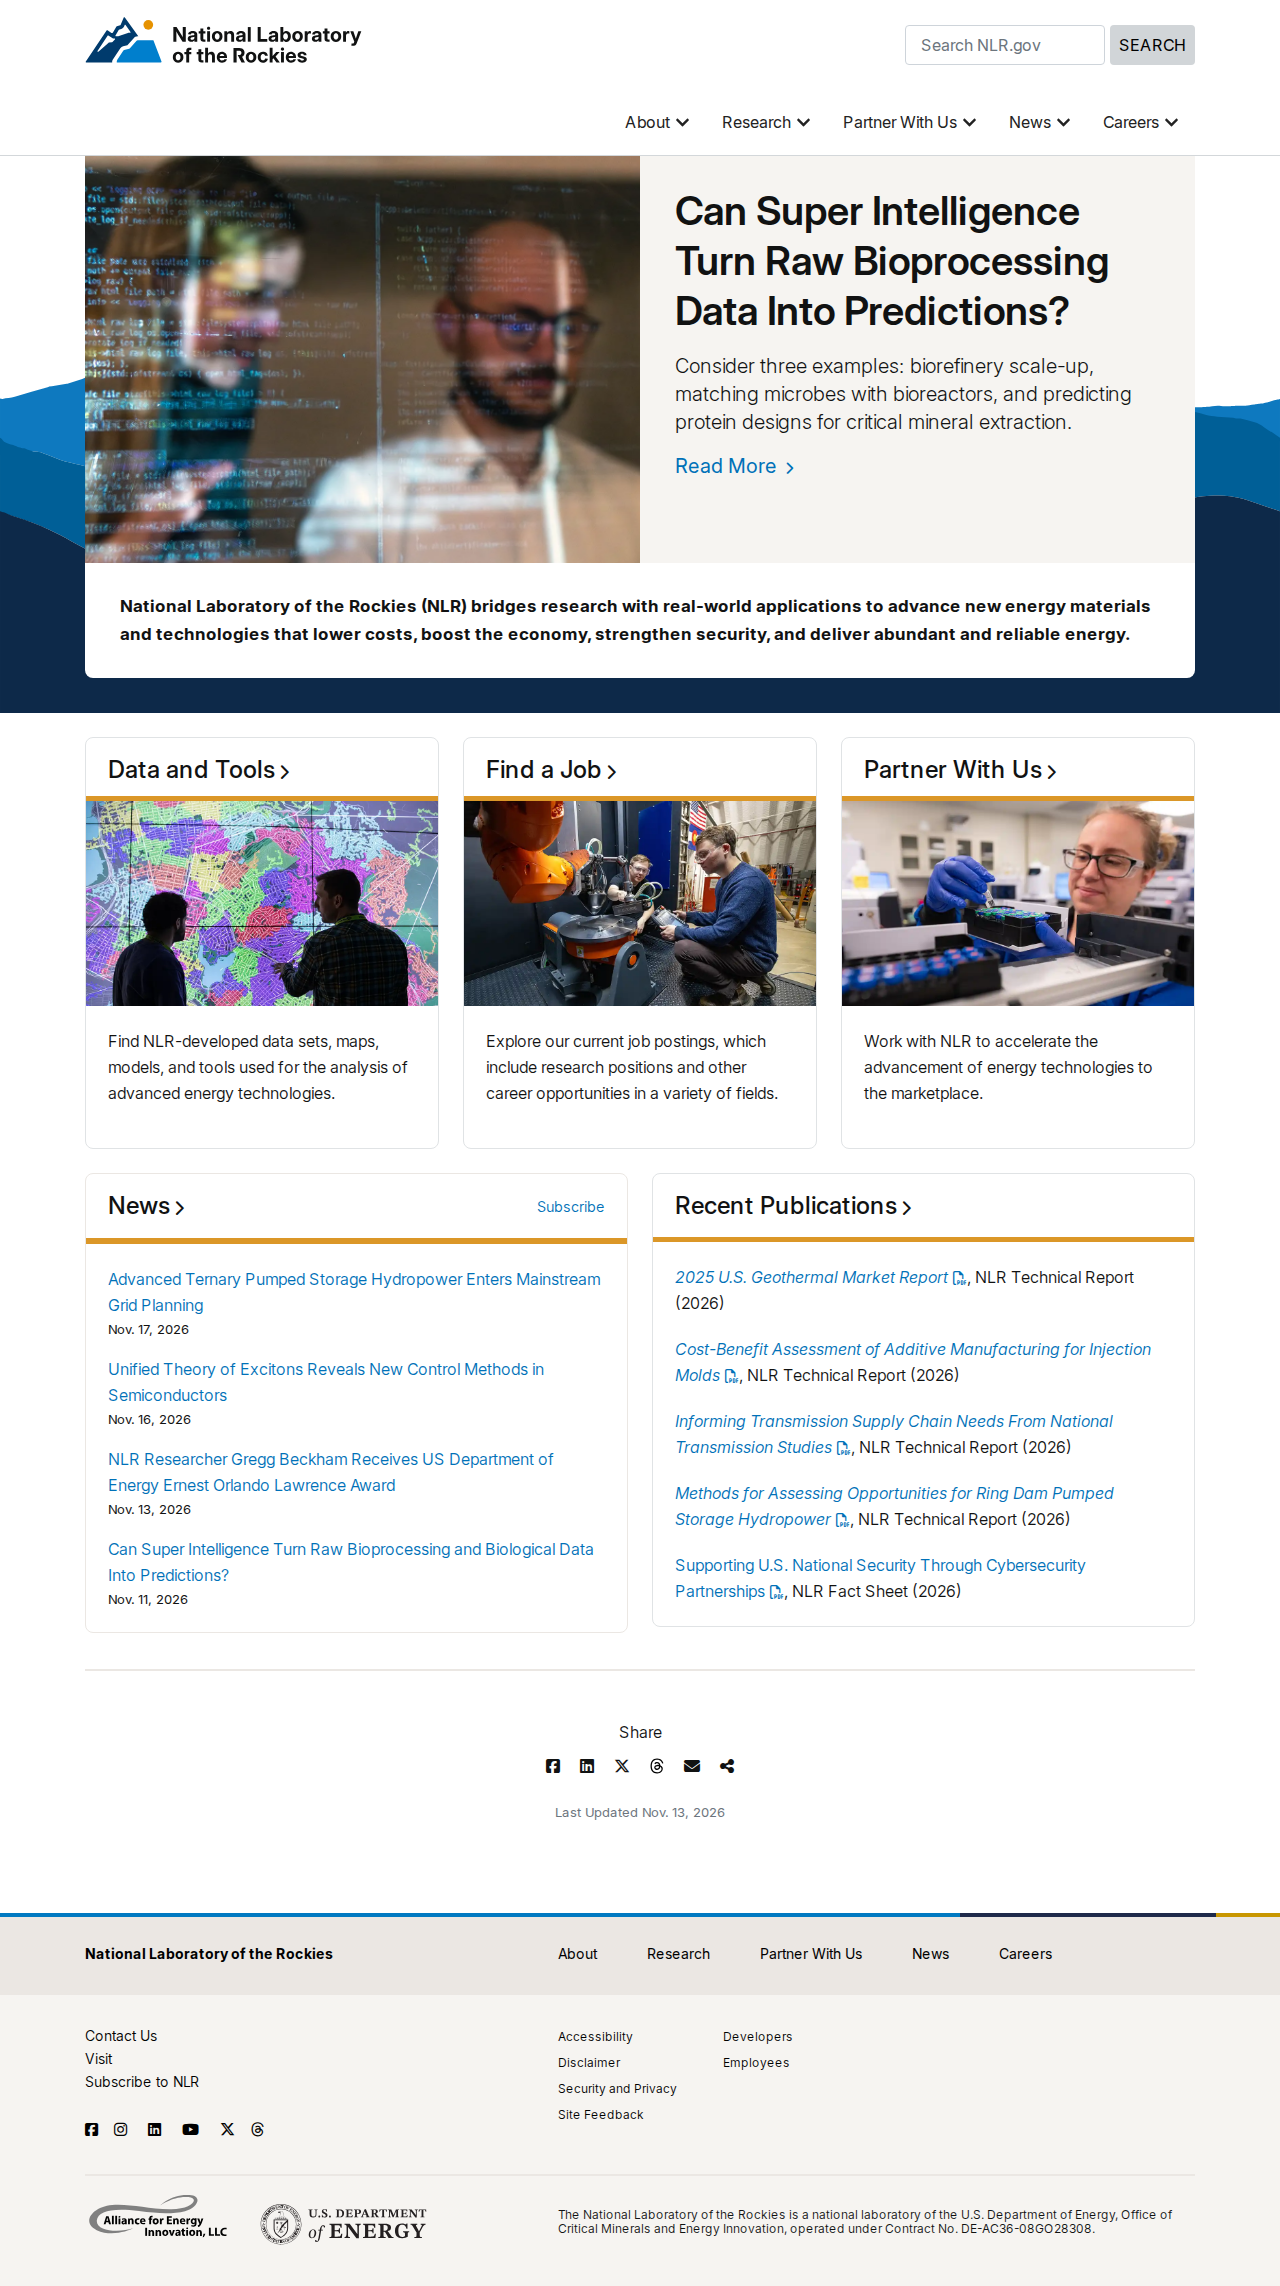 National Laboratory
of the Rockies
Search NLR.gov
SEARCH
About
Research
Partner With Us
News
Careers
Can Super Intelligence
Turn Raw Bioprocessing
Data Into Predictions?
Consider three examples: biorefinery scale-up,
matching microbes with bioreactors, and predicting
protein designs for critical mineral extraction.
Read More
National Laboratory of the Rockies (NLR) bridges research with real-world applications to advance new energy materials
and technologies that lower costs, boost the economy, strengthen security, and deliver abundant and reliable energy.
Data and Tools
Find NLR-developed data sets, maps,
models, and tools used for the analysis of
advanced energy technologies.
Find a Job
Explore our current job postings, which
include research positions and other
career opportunities in a variety of fields.
Partner With Us
Work with NLR to accelerate the
advancement of energy technologies to
the marketplace.
News
Subscribe
Advanced Ternary Pumped Storage Hydropower Enters Mainstream
Grid Planning
Nov. 17, 2026
Unified Theory of Excitons Reveals New Control Methods in
Semiconductors
Nov. 16, 2026
NLR Researcher Gregg Beckham Receives US Department of
Energy Ernest Orlando Lawrence Award
Nov. 13, 2026
Can Super Intelligence Turn Raw Bioprocessing and Biological Data
Into Predictions?
Nov. 11, 2026
Recent Publications
2025 U.S. Geothermal Market Report PDF, NLR Technical Report
(2026)
Cost-Benefit Assessment of Additive Manufacturing for Injection
Molds PDF, NLR Technical Report (2026)
Informing Transmission Supply Chain Needs From National
Transmission Studies PDF, NLR Technical Report (2026)
Methods for Assessing Opportunities for Ring Dam Pumped
Storage Hydropower PDF, NLR Technical Report (2026)
Supporting U.S. National Security Through Cybersecurity
Partnerships PDF, NLR Fact Sheet (2026)
Share
Last Updated Nov. 13, 2026
National Laboratory of the Rockies
About
Research
Partner With Us
News
Careers
Contact Us
Visit
Subscribe to NLR
Accessibility
Disclaimer
Security and Privacy
Site Feedback
Developers
Employees
Alliance for Energy
Innovation, LLC
U.S. DEPARTMENT
of ENERGY
The National Laboratory of the Rockies is a national laboratory of the U.S. Department of Energy, Office of
Critical Minerals and Energy Innovation, operated under Contract No. DE-AC36-08GO28308.